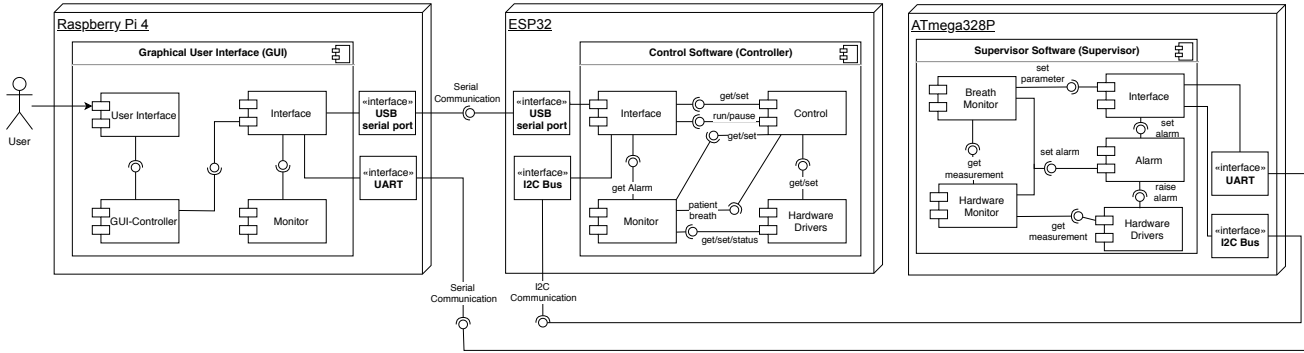 Raspberry Pi 4
Graphical User Interface (GUI)
User
User Interface
Interface
GUI-Controller
Monitor
«interface»
USB
serial port
«interface»
UART
Serial
Communication
ESP32
Control Software (Controller)
«interface»
USB
serial port
«interface»
I2C Bus
Interface
get/set
run/pause
get/set
Control
get Alarm
get/set
patient
breath
Monitor
get/set/status
Hardware
Drivers
Serial
Communication
I2C
Communication
ATmega328P
Supervisor Software (Supervisor)
Breath
Monitor
set
parameter
Interface
set
alarm
get
measurement
set alarm
Alarm
raise
alarm
Hardware
Monitor
get
measurement
Hardware
Drivers
«interface»
UART
«interface»
I2C Bus